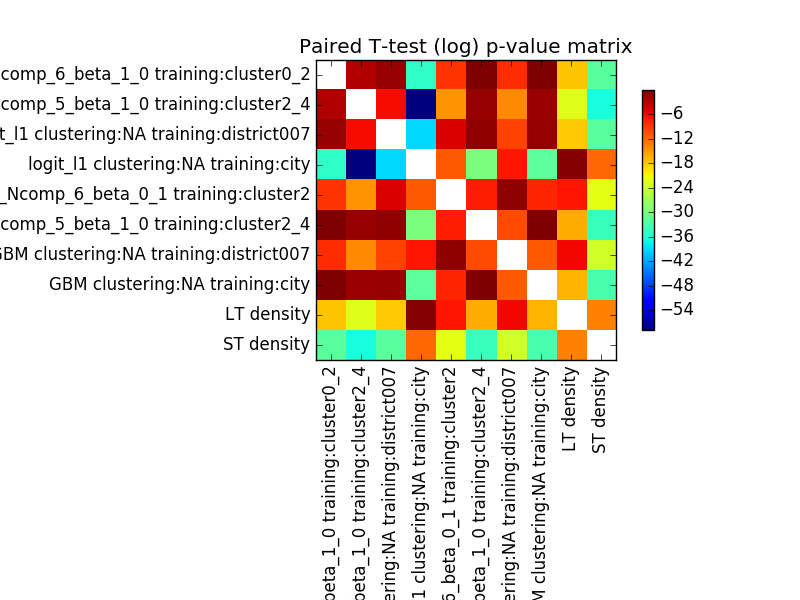 Paired T-test (log) p-value matrix
comp_6_beta_1_0 training:cluster0_2
comp_5_beta_1_0 training:cluster2_4
t_l1 clustering:NA training:district007
logit_l1 clustering:NA training:city
_Ncomp_6_beta_0_1 training:cluster2
comp_5_beta_1_0 training:cluster2_4
GBM clustering:NA training:district007
GBM clustering:NA training:city
LT density
ST density
−6
−12
−18
−24
−30
−36
−42
−48
−54
beta_1_0 training:cluster0_2
beta_1_0 training:cluster2_4
ering:NA training:district007
1 clustering:NA training:city
6_beta_0_1 training:cluster2
beta_1_0 training:cluster2_4
ering:NA training:district007
M clustering:NA training:city
LT density
ST density